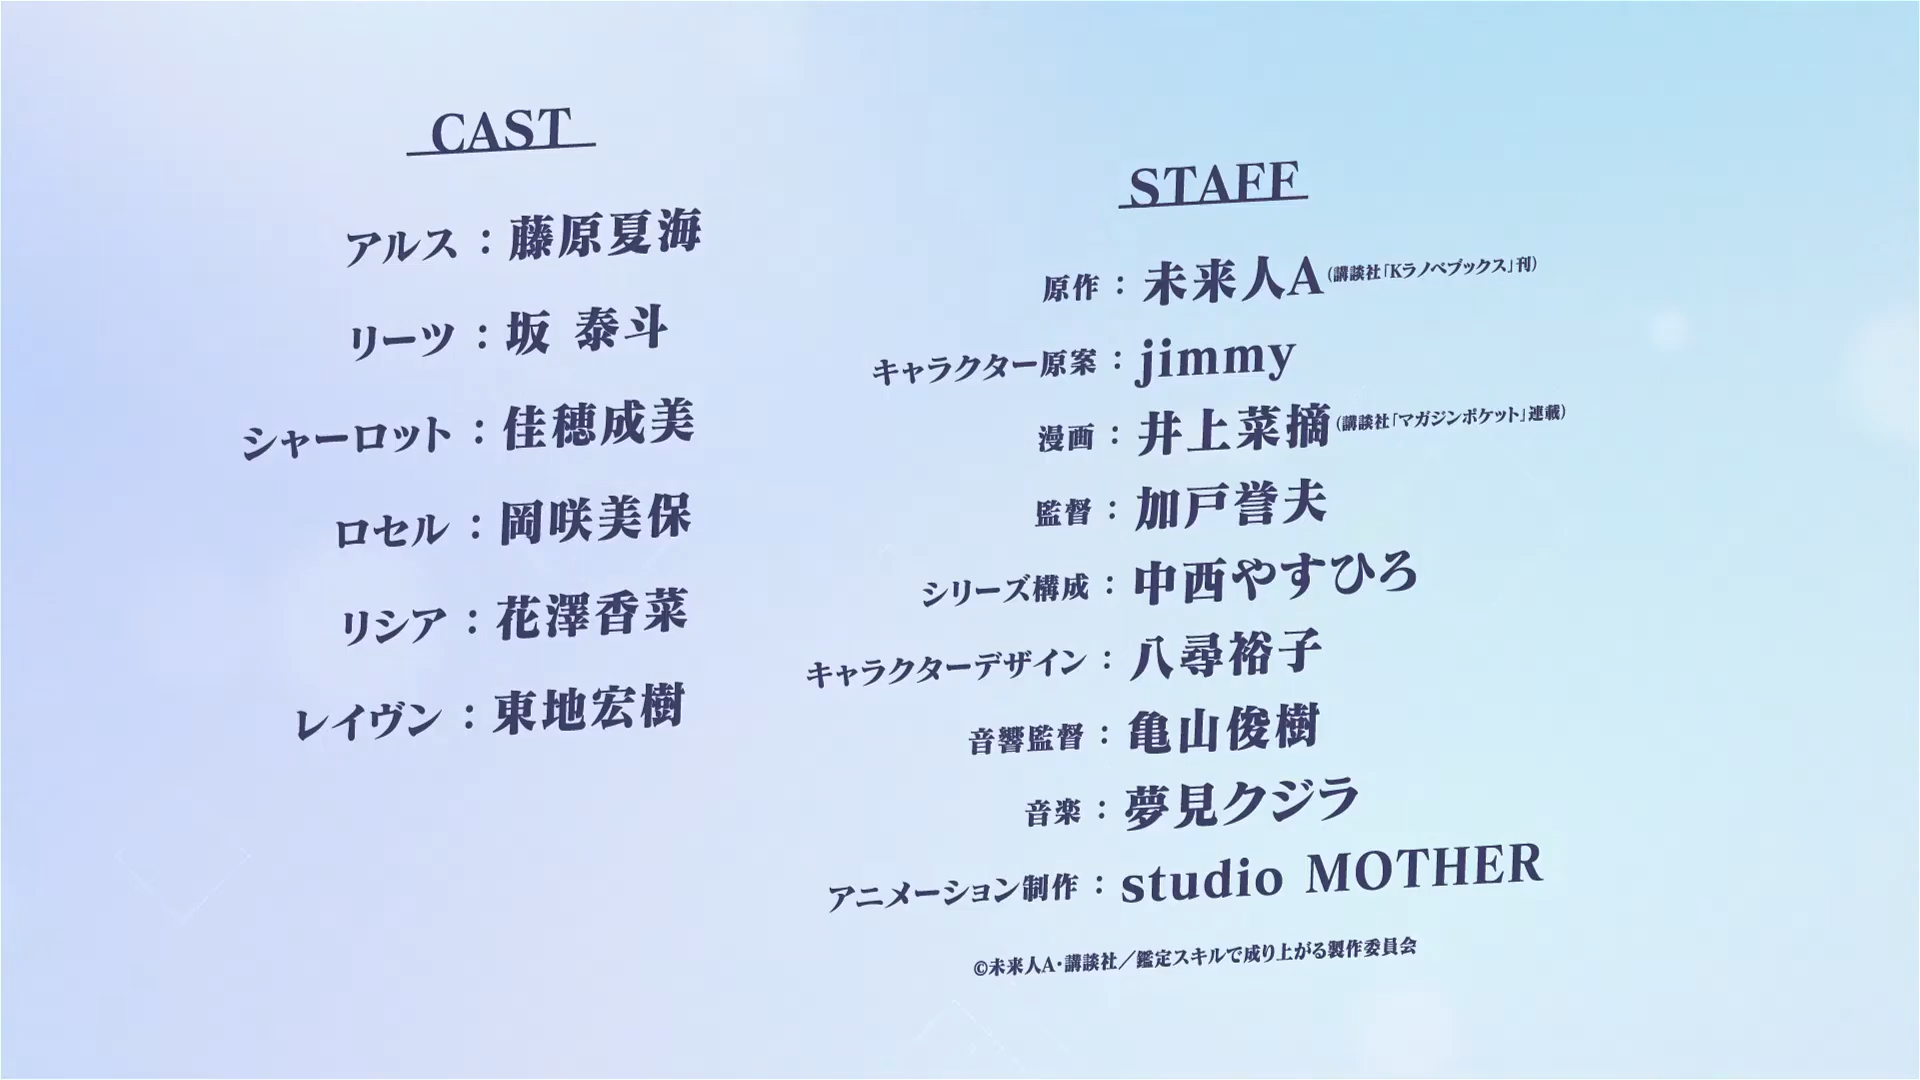 CAST
アルス：藤原夏海
リーツ：坂 泰斗
シャーロット：佳穂成美
ロセル：岡咲美保
リシア：花澤香菜
レイヴン：東地宏樹
STAFF
原作：未来人A（講談社「Kラノベブックス」刊）
キャラクター原案：jimmy
漫画：井上菜摘（講談社「マガジンポケット」連載）
監督：加戸誉夫
シリーズ構成：中西やすひろ
キャラクターデザイン：八尋裕子
音響監督：亀山俊樹
音楽：夢見クジラ
アニメーション制作：studio MOTHER
©未来人A・講談社／鑑定スキルで成り上がる製作委員会